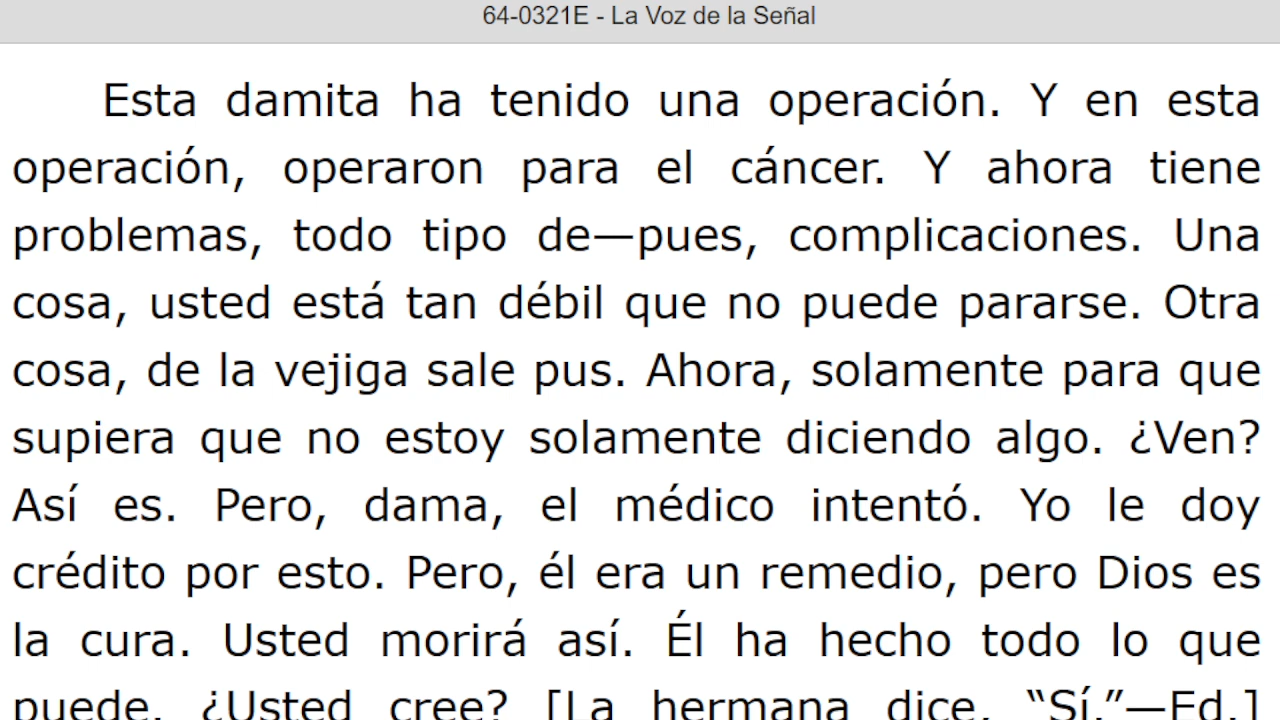 64-0321E - La Voz de la Señal
Esta damita ha tenido una operación. Y en esta
operación, operaron para el cáncer. Y ahora tiene
problemas, todo tipo de—pues, complicaciones. Una
cosa, usted está tan débil que no puede pararse. Otra
cosa, de la vejiga sale pus. Ahora, solamente para que
supiera que no estoy solamente diciendo algo. ¿Ven?
Así es. Pero, dama, el médico intentó. Yo le doy
crédito por esto. Pero, él era un remedio, pero Dios es
la cura. Usted morirá así. Él ha hecho todo lo que
puede. ¿Usted cree? [La hermana dice, “Sí.”—Ed.]